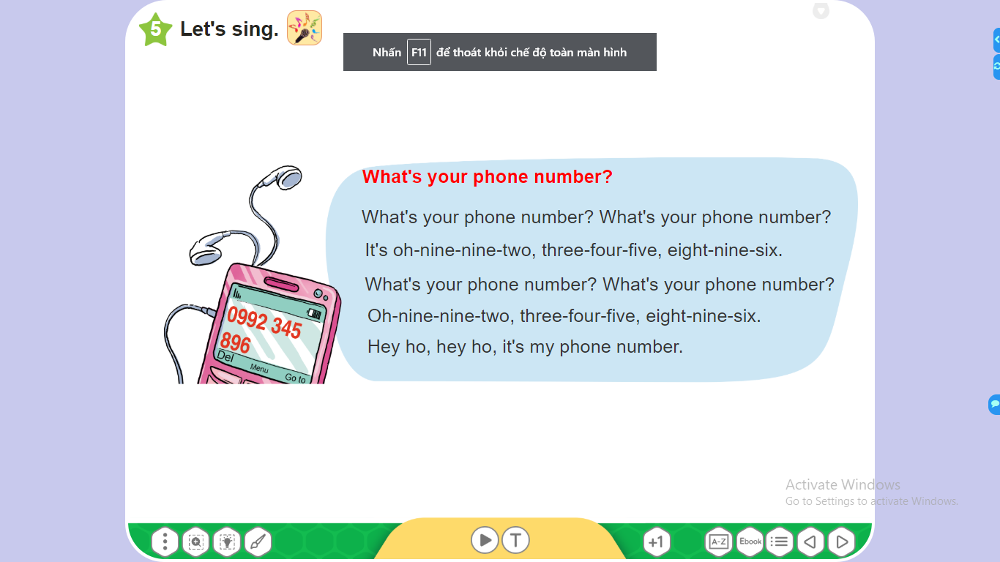 5 Let's sing.
Nhấn F11 để thoát khỏi chế độ toàn màn hình
What's your phone number?
What's your phone number? What's your phone number?
It's oh-nine-nine-two, three-four-five, eight-nine-six.
What's your phone number? What's your phone number?
Oh-nine-nine-two, three-four-five, eight-nine-six.
Hey ho, hey ho, it's my phone number.
0992 345
896
Del Menu Go to
Activate Windows
Go to Settings to activate Windows.
T +1 A-Z Ebook